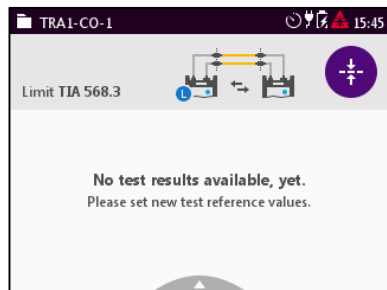 TRA1-CO-1 15:45
Limit TIA 568.3
L
No test results available, yet.
Please set new test reference values.